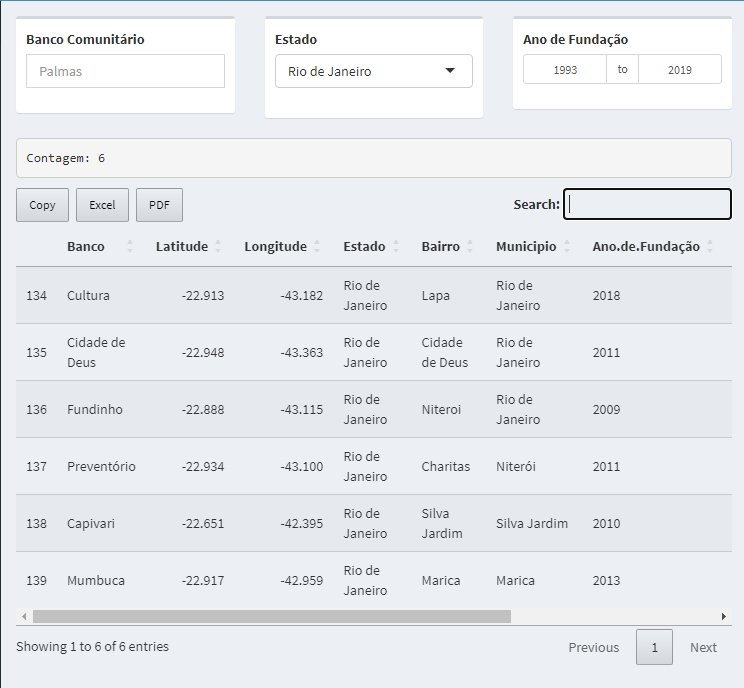 Banco Comunitário Estado Ano de Fundação
Palmas Rio de Janeiro 1993 to 2019
Contagem: 6
Copy Excel PDF Search:
Banco Latitude Longitude Estado Bairro Municipio Ano.de.Fundação
134 Cultura -22.913 -43.182 Rio de Janeiro Lapa Rio de Janeiro 2018
135 Cidade de Deus -22.948 -43.363 Rio de Janeiro Cidade de Deus Rio de Janeiro 2011
136 Fundinho -22.888 -43.115 Rio de Janeiro Niteroi Rio de Janeiro 2009
137 Preventório -22.934 -43.100 Rio de Janeiro Charitas Niterói 2011
138 Capivari -22.651 -42.395 Rio de Janeiro Silva Jardim Silva Jardim 2010
139 Mumbuca -22.917 -42.959 Rio de Janeiro Marica Marica 2013
Showing 1 to 6 of 6 entries Previous 1 Next